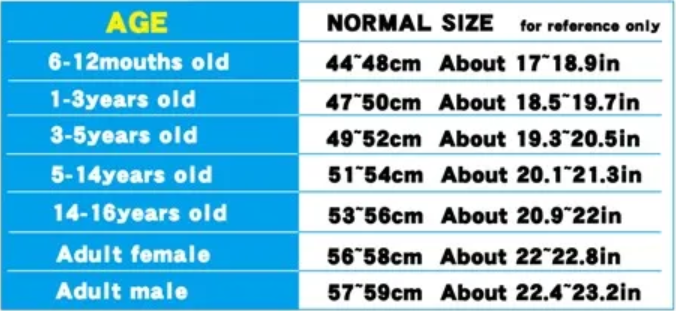 AGE NORMAL SIZE for reference only
6-12mouths old 44~48cm About 17~18.9in
1-3years old 47~50cm About 18.5~19.7in
3-5years old 49~52cm About 19.3~20.5in
5-14years old 51~54cm About 20.1~21.3in
14-16years old 53~56cm About 20.9~22in
Adult female 56~58cm About 22~22.8in
Adult male 57~59cm About 22.4~23.2in